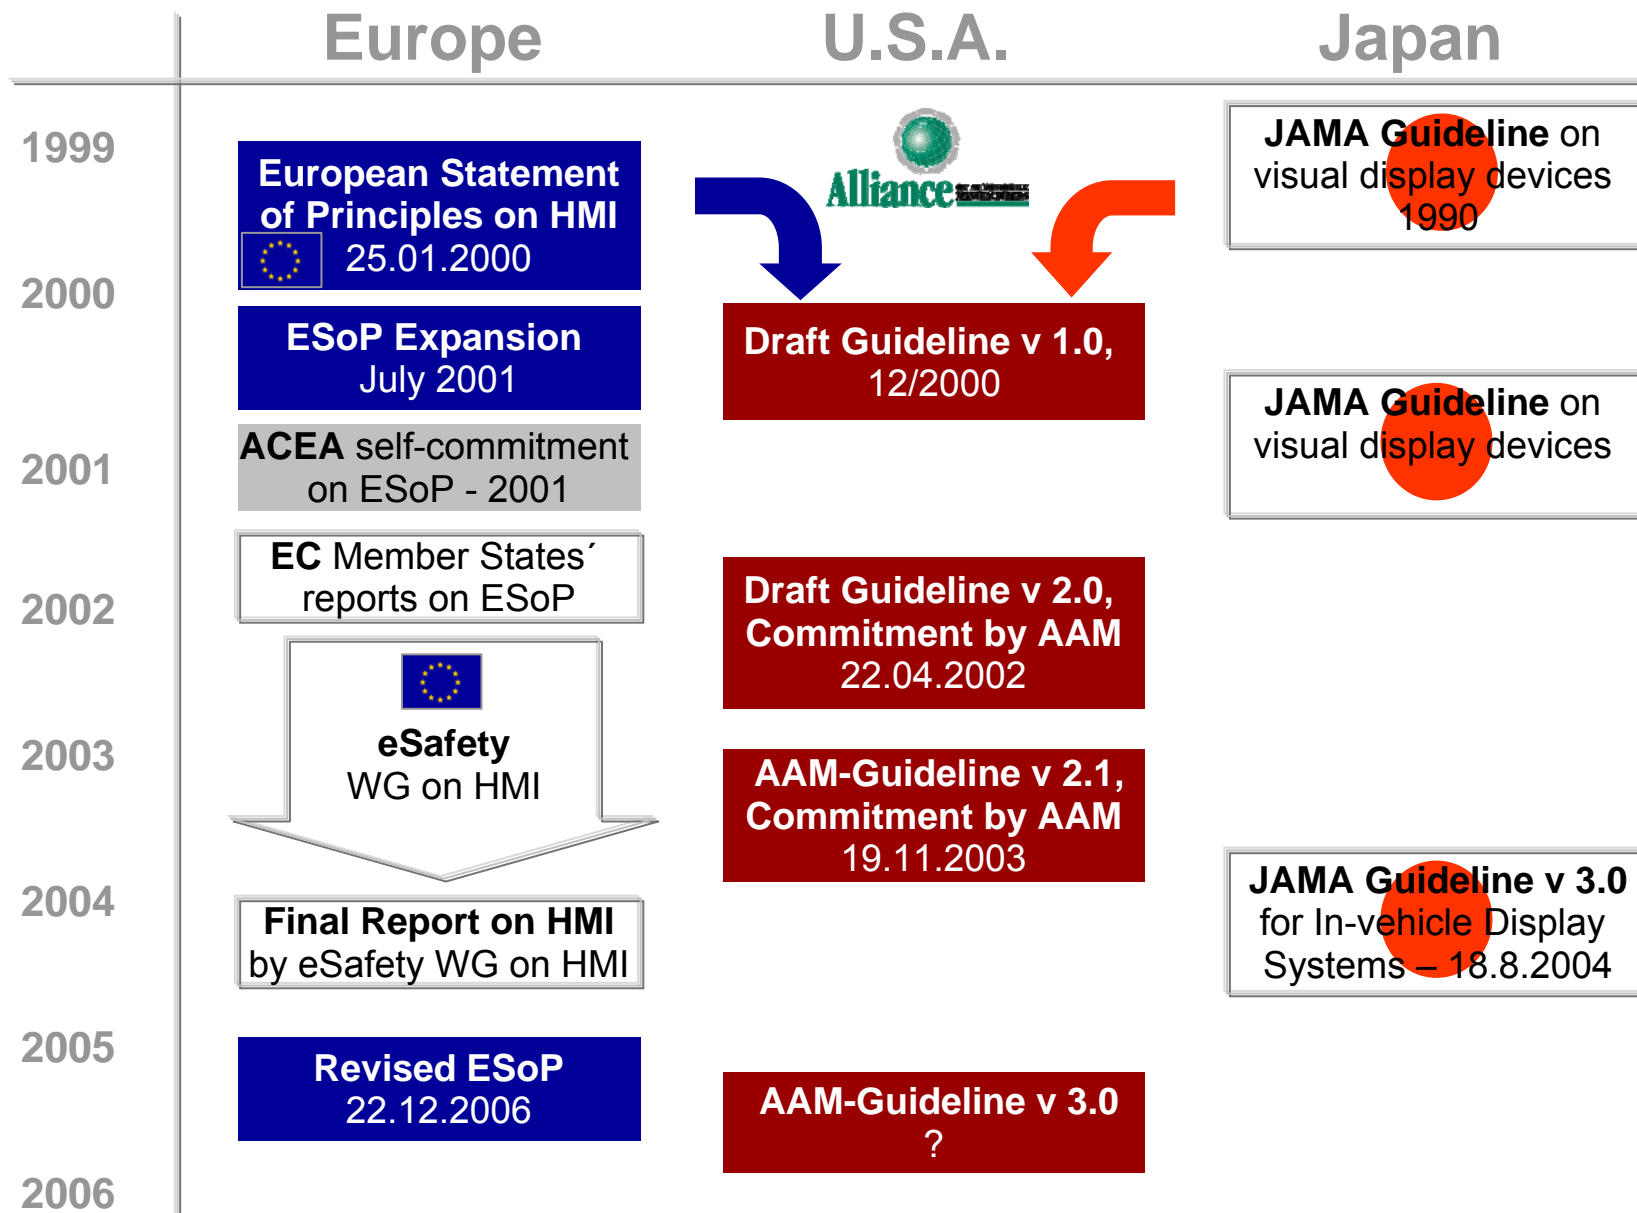 Europe
U.S.A.
Japan
1999
2000
2001
2002
2003
2004
2005
2006
European Statement
of Principles on HMI
25.01.2000
ESoP Expansion
July 2001
ACEA self-commitment
on ESoP - 2001
EC Member States´
reports on ESoP
eSafety
WG on HMI
Final Report on HMI
by eSafety WG on HMI
Revised ESoP
22.12.2006
Alliance
Draft Guideline v 1.0,
12/2000
Draft Guideline v 2.0,
Commitment by AAM
22.04.2002
AAM-Guideline v 2.1,
Commitment by AAM
19.11.2003
AAM-Guideline v 3.0
?
JAMA Guideline on
visual display devices
1990
JAMA Guideline on
visual display devices
JAMA Guideline v 3.0
for In-vehicle Display
Systems – 18.8.2004